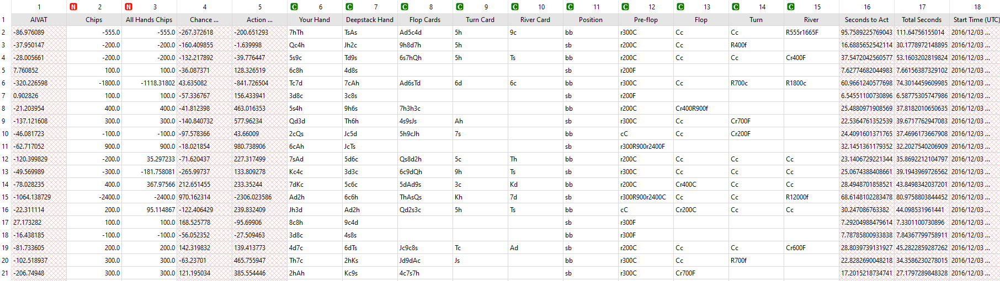 1 N 2 N 3 4 5 C 6 C 7 C 8 C 9 C 10 C 11 C 12 C 13 C 14 C 15 16 17 18
1 AIVAT Chips All Hands Chips Chance ... Action ... Your Hand Deepstack Hand Flop Cards Turn Card River Card Position Pre-flop Flop Turn River Seconds to Act Total Seconds Start Time (UTC)
2 -86.976089 -555.0 -555.0 -267.372618 -200.651293 7hTh TsAs Ad5c4d 5h 9c bb r300C Cc Cc R555r1665F 95.7589225769043 111.64756155014 2016/12/03 ...
3 -37.950147 -200.0 -200.0 -160.409855 -1.639998 Qc4h Jh2c 9h8d7h 5h sb r200C Cc R400f 16.6885652542114 30.1778972148895 2016/12/03 ...
4 -28.005661 -200.0 -200.0 -132.217892 -39.776447 5s9c Td9s 6s7hQh 5h Ts bb r200C Cc Cc Cr400F 37.5472042560577 53.1603202819824 2016/12/03 ...
5 7.760852 100.0 100.0 -36.087371 128.326519 6c8h 4d8s sb r200F 7.62774682044983 7.66156387329102 2016/12/03 ...
6 -320.226598 -1800.0 -1118.31802 43.635082 -841.726504 Tc7d 7cAh Ad6sTd 6d 6c bb r300C Cc R700c R1800c 60.9661240577698 74.3014459609985 2016/12/03 ...
7 0.902826 100.0 100.0 -57.336767 156.433941 3d8c 3c8s sb r200F 6.54551100730896 6.58775305747986 2016/12/03 ...
8 -21.203954 400.0 400.0 -41.812398 463.016353 5s4h 9h6s 7h3h3c bb r200C Cr400R900f 25.4880971908569 37.8182010650635 2016/12/03 ...
9 -137.121608 300.0 300.0 -140.840732 577.96234 Qd3d Th6h 4s9sJs Ah sb r300C Cc Cr700F 22.5364761352539 39.6717762947083 2016/12/03 ...
10 -46.081723 -100.0 -100.0 -97.578366 43.66009 2cQs Jc5d 5h9cJh 7s bb cC Cc Cr200F 24.4091601371765 37.4696173667908 2016/12/03 ...
11 -62.717052 900.0 900.0 -18.021854 980.738906 6cAh JcTs sb r300R900r2400F 32.1451361179352 32.2027540206909 2016/12/03 ...
12 -120.399829 -200.0 35.297233 -71.620437 227.317499 7sAd 5d6c Qs8d2h 5c Th bb r200C Cc Cc Cc 23.1406729221344 35.8692212104797 2016/12/03 ...
13 -49.569989 -300.0 -181.758081 -265.99737 133.809278 Kc4c 3d3c 6c9dQh 9h Ts sb r300C Cc Cc Cc 25.0674388408661 39.1943969726562 2016/12/03 ...
14 -78.028235 400.0 367.97566 212.651455 233.35244 7dKc 5c6c 5dAd9s 3c Kd bb r200C Cr400C Cc Cc 28.4948701858521 43.8498342037201 2016/12/03 ...
15 -1064.138729 -2400.0 -2400.0 970.162314 -2306.023586 Ad2h 6c6h ThAsQs Kh 7d sb r300R900r2400C Cc Cc R12000f 68.6148102283478 80.9758803844452 2016/12/03 ...
16 -22.311114 200.0 95.114867 -122.406429 239.832409 Jh3d Ad2h Qd2s3c 5h Ts bb cC Cr200C Cc Cc 30.247086763382 44.098531961441 2016/12/03 ...
17 27.173282 100.0 100.0 168.525778 -95.69906 8c8h 9c4d sb r300F 7.29204988479614 7.3301100730896 2016/12/03 ...
18 -16.438185 -100.0 -100.0 -56.052352 -27.509463 3d8c 4s8s bb r300F 7.78785800933838 7.84367799758911 2016/12/03 ...
19 -81.733605 200.0 200.0 142.319832 139.413773 4d7c 6dTs Jc9c8s Tc Ad sb r200C Cc Cc Cr600F 28.8039739131927 45.2822859287262 2016/12/03 ...
20 -102.518937 300.0 300.0 -63.23701 465.755947 Th7c 2hKs Jd9dAc Js bb r300C Cc R700f 22.8282690048218 34.3586230278015 2016/12/03 ...
21 -206.74948 300.0 300.0 121.195034 385.554446 2hAh Kc9s 4c7s7h sb r300C Cr700F 17.2015218734741 27.1797289848328 2016/12/03 ...